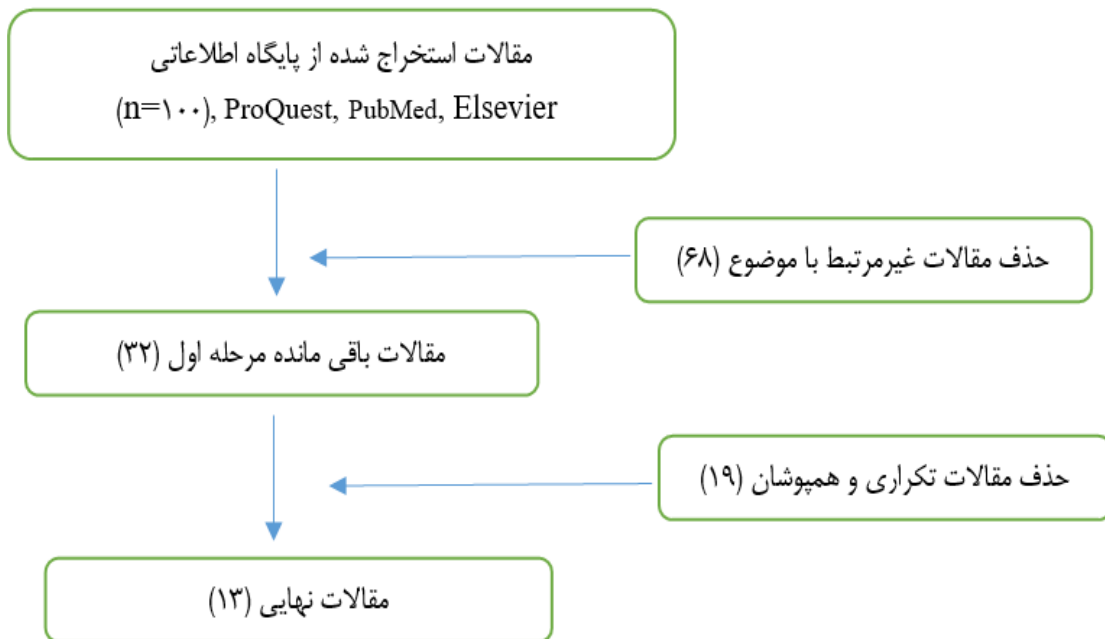 مقالات استخراج شده از پایگاه اطلاعاتی
(n=۱۰۰), ProQuest, PubMed, Elsevier
حذف مقالات غیرمرتبط با موضوع (۶۸)
مقالات باقی مانده مرحله اول (۳۲)
حذف مقالات تکراری و همپوشان (۱۹)
مقالات نهایی (۱۳)